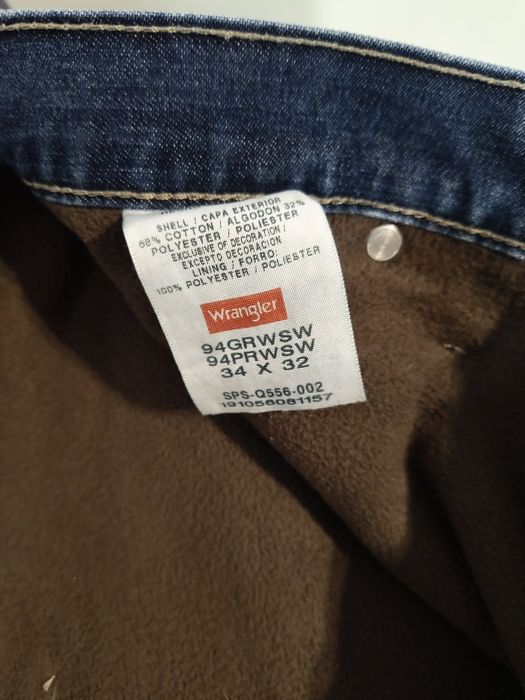 SHELL / CAPA EXTERIOR
68% COTTON / ALGODON 32%
POLYESTER / POLIESTER
EXCLUSIVE OF DECORATION/
EXCEPTO DECORACION
LINING / FORRO:
100% POLYESTER / POLIESTER
Wrangler
94GRWSW
94PRWSW
34 X 32
SPS-Q556-002
191056081157